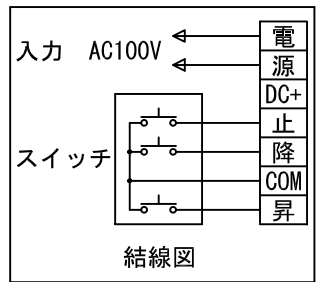 入力 AC100V
電
源
DC+
止
降
COM
昇
スイッチ
結線図